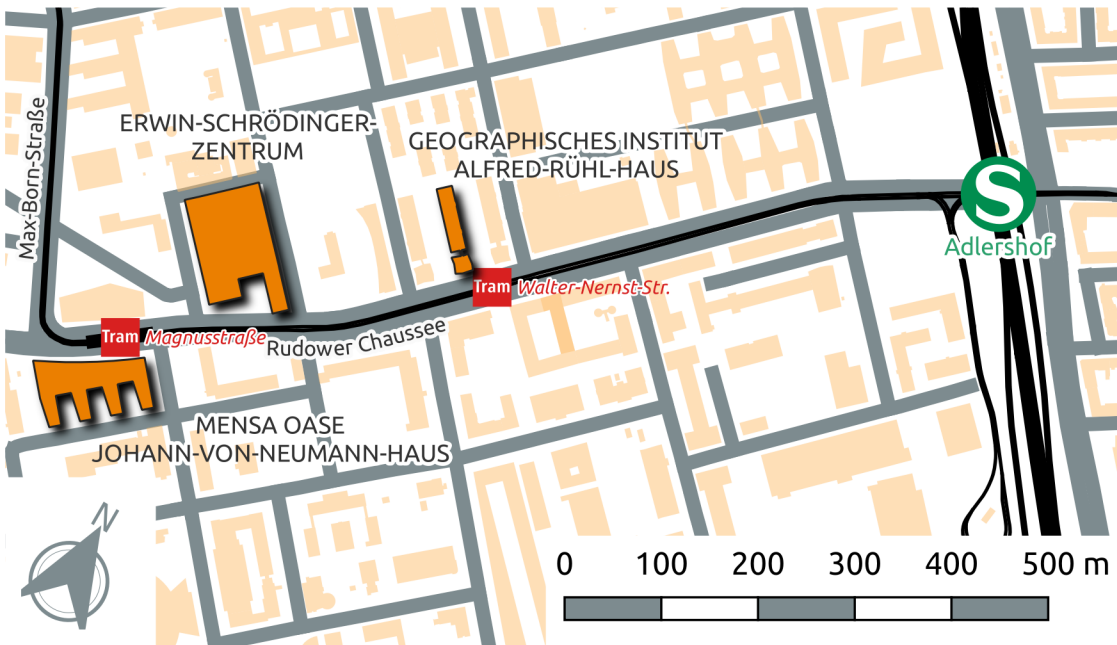 Max-Born-Straße
ERWIN-SCHRÖDINGER-
ZENTRUM
GEOGRAPHISCHES INSTITUT
ALFRED-RÜHL-HAUS
S
Adlershof
Tram Walter-Nernst-Str.
Tram Magnusstraße
Rudower Chaussee
MENSA OASE
JOHANN-VON-NEUMANN-HAUS
N
0 100 200 300 400 500 m